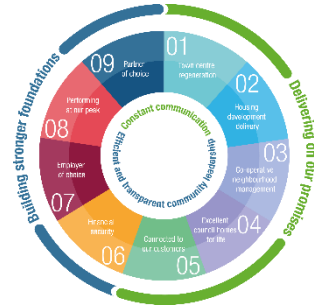 Building stronger foundations
Delivering on our promises
Constant communication
Efficient and transparent community leadership
01
Town centre
regeneration
02
Housing
development
delivery
03
Co-operative
neighbourhood
management
04
Excellent
council homes
for life
05
Connected to
our customers
06
Financial
security
07
Employer
of choice
08
Performing
at our peak
09
Partner
of choice